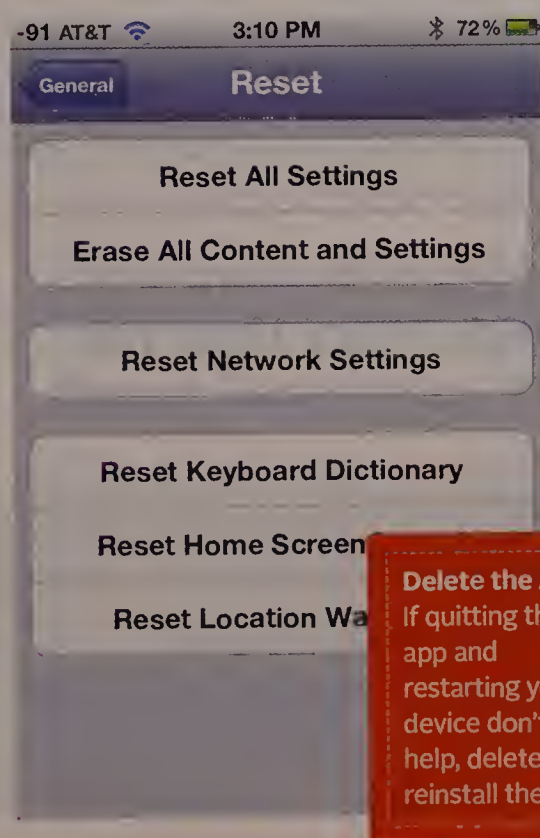 -91 AT&T 3:10 PM 72%
General Reset
Reset All Settings
Erase All Content and Settings
Reset Network Settings
Reset Keyboard Dictionary
Reset Home Screen
Reset Location Wa
Delete the
If quitting th
app and
restarting y
device don't
help, delete
reinstall the